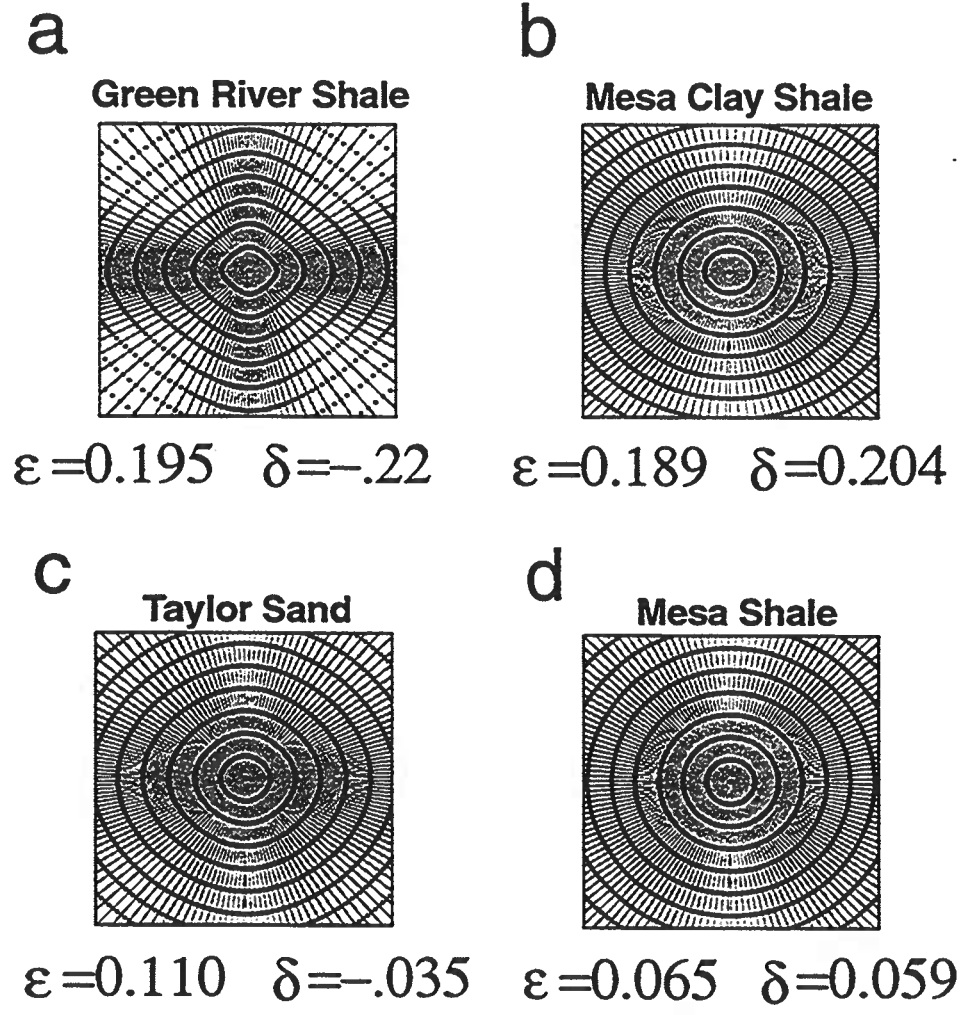 a
Green River Shale
ε=0.195 δ=-.22
b
Mesa Clay Shale
ε=0.189 δ=0.204
c
Taylor Sand
ε=0.110 δ=-.035
d
Mesa Shale
ε=0.065 δ=0.059